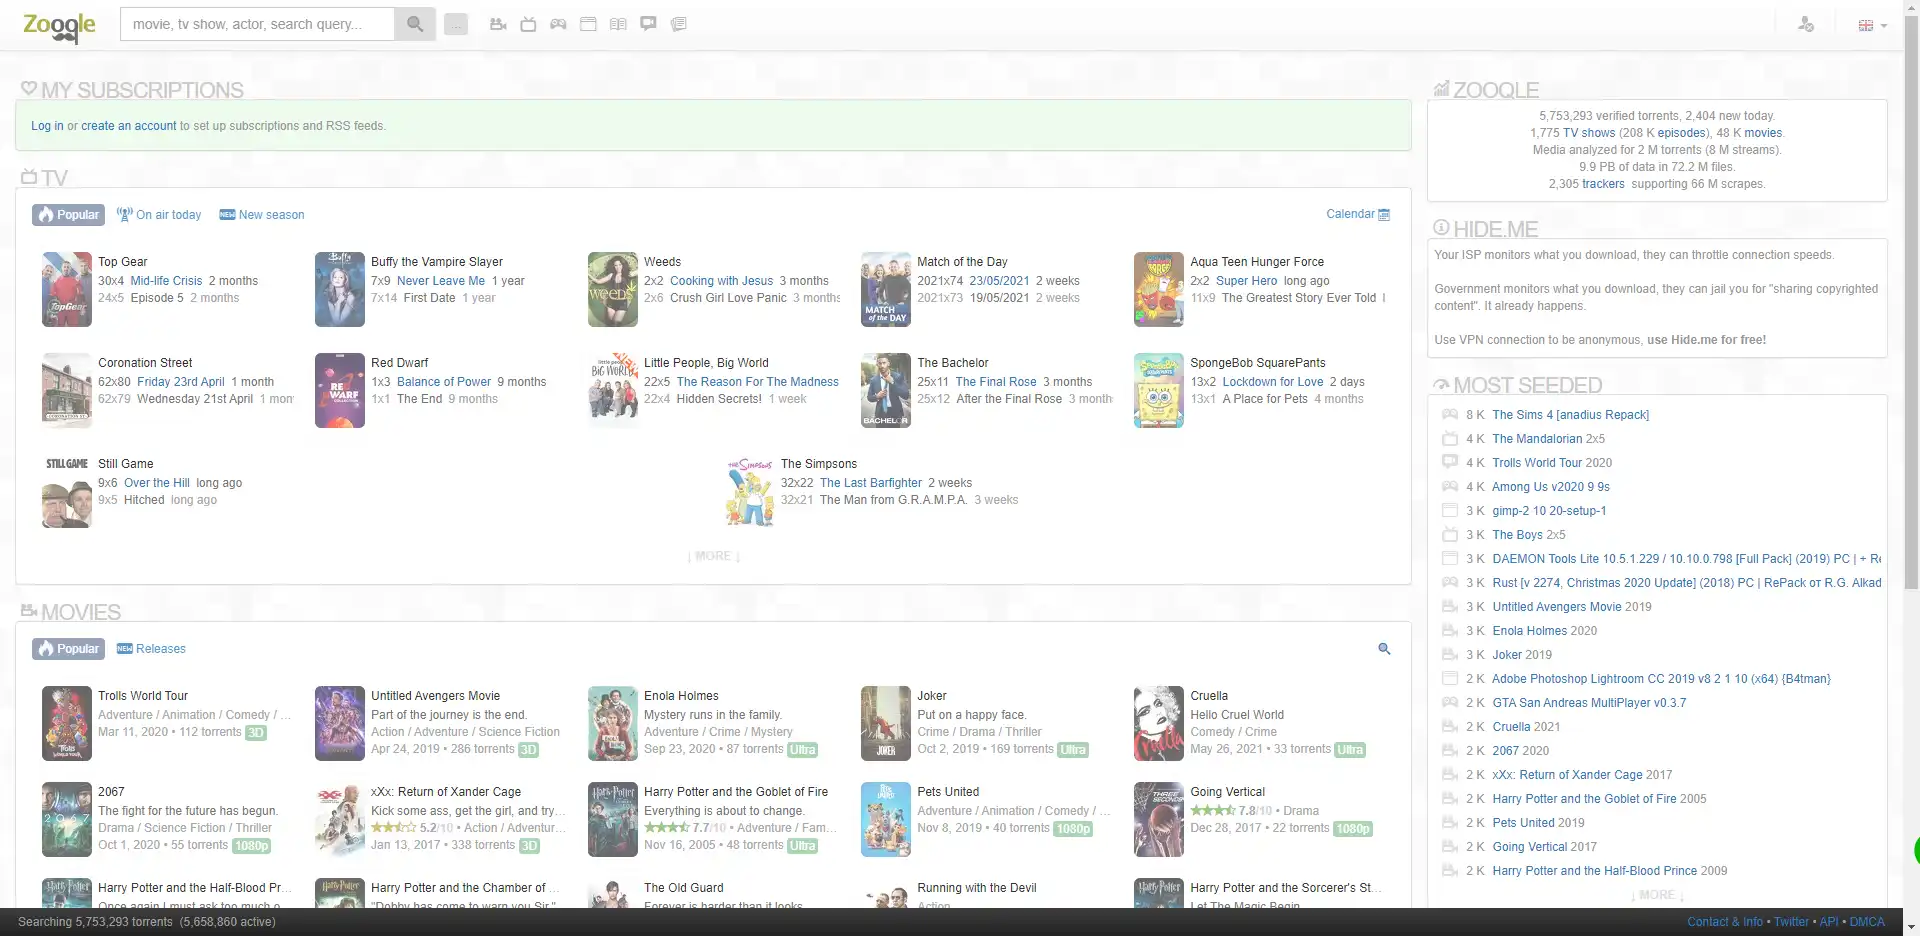 Zooqle
movie, tv show, actor, search query...
...
MY SUBSCRIPTIONS
Log in or create an account to set up subscriptions and RSS feeds.
TV
Popular
On air today
NEW New season
Calendar
Top Gear
30x4 Mid-life Crisis 2 months
24x5 Episode 5 2 months
Buffy the Vampire Slayer
7x9 Never Leave Me 1 year
7x14 First Date 1 year
Weeds
2x2 Cooking with Jesus 3 months
2x6 Crush Girl Love Panic 3 months
Match of the Day
2021x74 23/05/2021 2 weeks
2021x73 19/05/2021 2 weeks
Aqua Teen Hunger Force
2x2 Super Hero long ago
11x9 The Greatest Story Ever Told
Coronation Street
62x80 Friday 23rd April 1 month
62x79 Wednesday 21st April 1 mon
Red Dwarf
1x3 Balance of Power 9 months
1x1 The End 9 months
Little People, Big World
22x5 The Reason For The Madness
22x4 Hidden Secrets! 1 week
The Bachelor
25x11 The Final Rose 3 months
25x12 After the Final Rose 3 month
SpongeBob SquarePants
13x2 Lockdown for Love 2 days
13x1 A Place for Pets 4 months
STILL GAME
Still Game
9x6 Over the Hill long ago
9x5 Hitched long ago
The Simpsons
32x22 The Last Barfighter 2 weeks
32x21 The Man from G.R.A.M.P.A. 3 weeks
↓ MORE ↓
MOVIES
Popular
NEW Releases
Trolls World Tour
Adventure / Animation / Comedy / ...
Mar 11, 2020 • 112 torrents 3D
Untitled Avengers Movie
Part of the journey is the end.
Action / Adventure / Science Fiction
Apr 24, 2019 • 286 torrents 3D
Enola Holmes
Mystery runs in the family.
Adventure / Crime / Mystery
Sep 23, 2020 • 87 torrents Ultra
Joker
Put on a happy face.
Crime / Drama / Thriller
Oct 2, 2019 • 169 torrents Ultra
Cruella
Hello Cruel World
Comedy / Crime
May 26, 2021 • 33 torrents Ultra
2067
The fight for the future has begun.
Drama / Science Fiction / Thriller
Oct 1, 2020 • 55 torrents 1080p
xXx: Return of Xander Cage
Kick some ass, get the girl, and try...
5.2/10 • Action / Adventur...
Jan 13, 2017 • 338 torrents 3D
Harry Potter and the Goblet of Fire
Everything is about to change.
7.7/10 • Adventure / Fam...
Nov 16, 2005 • 48 torrents Ultra
Pets United
Adventure / Animation / Comedy / ...
Nov 8, 2019 • 40 torrents 1080p
Going Vertical
7.8/10 • Drama
Dec 28, 2017 • 22 torrents 1080p
Harry Potter and the Half-Blood Pr...
Once again I must ask too much o
Harry Potter and the Chamber of ...
"Dobby has come to warn you Sir."
The Old Guard
Forever is harder than it looks.
Running with the Devil
Action
Harry Potter and the Sorcerer's St...
Let The Magic Begin.
ZOOQLE
5,753,293 verified torrents, 2,404 new today.
1,775 TV shows (208 K episodes), 48 K movies.
Media analyzed for 2 M torrents (8 M streams).
9.9 PB of data in 72.2 M files.
2,305 trackers supporting 66 M scrapes.
HIDE.ME
Your ISP monitors what you download, they can throttle connection speeds.
Government monitors what you download, they can jail you for "sharing copyrighted
content". It already happens.
Use VPN connection to be anonymous, use Hide.me for free!
MOST SEEDED
8 K The Sims 4 [anadius Repack]
4 K The Mandalorian 2x5
4 K Trolls World Tour 2020
4 K Among Us v2020 9 9s
3 K gimp-2 10 20-setup-1
3 K The Boys 2x5
3 K DAEMON Tools Lite 10.5.1.229 / 10.10.0.798 [Full Pack] (2019) PC | + Re
3 K Rust [v 2274, Christmas 2020 Update] (2018) PC | RePack от R.G. Alkad
3 K Untitled Avengers Movie 2019
3 K Enola Holmes 2020
3 K Joker 2019
2 K Adobe Photoshop Lightroom CC 2019 v8 2 1 10 (x64) {B4tman}
2 K GTA San Andreas MultiPlayer v0.3.7
2 K Cruella 2021
2 K 2067 2020
2 K xXx: Return of Xander Cage 2017
2 K Harry Potter and the Goblet of Fire 2005
2 K Pets United 2019
2 K Going Vertical 2017
2 K Harry Potter and the Half-Blood Prince 2009
↓ MORE ↓
Searching 5,753,293 torrents (5,658,860 active)
Contact & Info • Twitter • API • DMCA